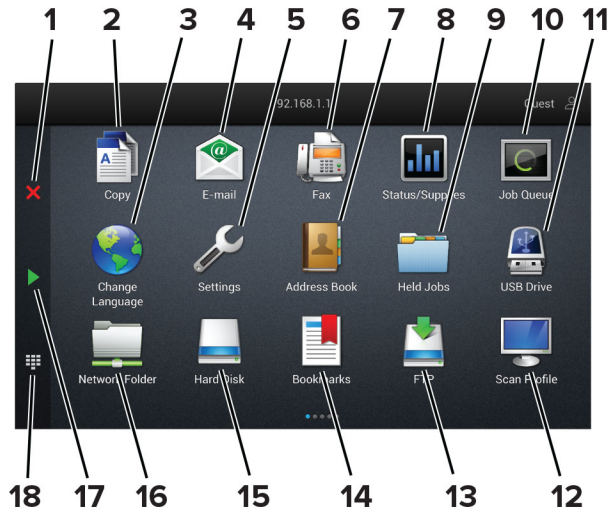 1 2 3 4 5 6 7 8 9 10 11
92.168.1.1
Guest
A
@
Copy
E-mail
Fax
Status/Supplies
Job Queue
Change
Language
Settings
Address Book
Held Jobs
USB Drive
Network Folder
Hard Disk
Bookmarks
FTP
Scan Profile
18 17 16 15 14 13 12